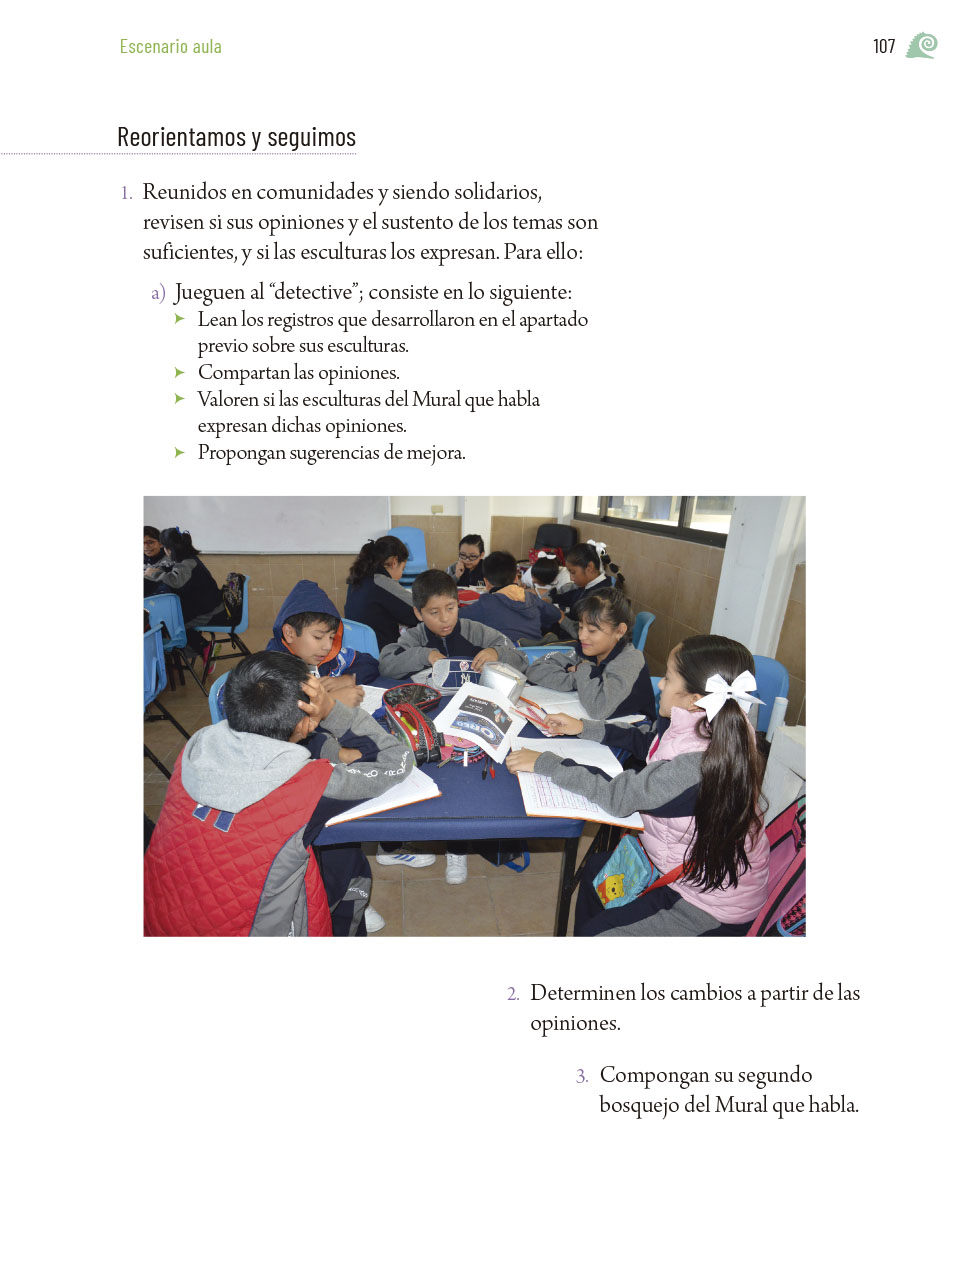 Escenario aula
107
Reorientamos y seguimos
1. Reunidos en comunidades y siendo solidarios,
revisen si sus opiniones y el sustento de los temas son
suficientes, y si las esculturas los expresan. Para ello:
a) Jueguen al “detective”; consiste en lo siguiente:
➤ Lean los registros que desarrollaron en el apartado
previo sobre sus esculturas.
➤ Compartan las opiniones.
➤ Valoren si las esculturas del Mural que habla
expresan dichas opiniones.
➤ Propongan sugerencias de mejora.
2. Determinen los cambios a partir de las
opiniones.
3. Compongan su segundo
bosquejo del Mural que habla.